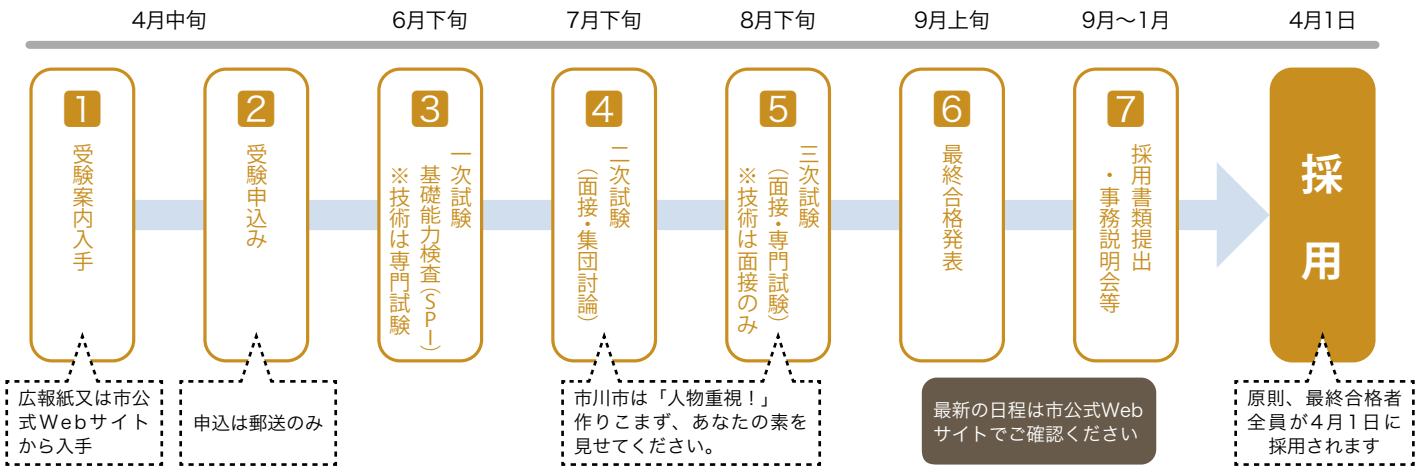 4月中旬
6月下旬
7月下旬
8月下旬
9月上旬
9月～1月
4月1日
1
受験案内入手
2
受験申込み
3
一次試験
基礎能力検査(SPI)
※技術は専門試験
4
二次試験
(面接・集団討論)
5
三次試験
(面接・専門試験)
※技術は面接のみ
6
最終合格発表
7
採用書類提出
・事務説明会等
採用
広報紙又は市公
式Webサイト
から入手
申込は郵送のみ
市川市は「人物重視！」
作りこまず、あなたの素を
見せてください。
最新の日程は市公式Web
サイトでご確認ください
原則、最終合格者
全員が4月1日に
採用されます